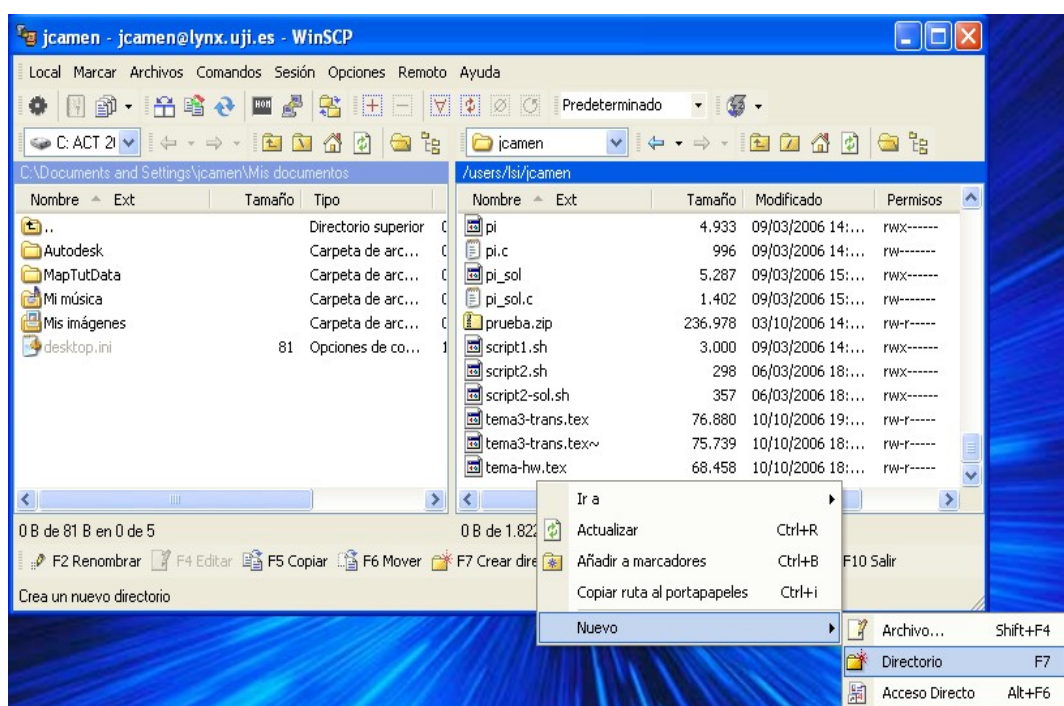 jcamen - jcamen@lynx.uji.es - WinSCP
Local Marcar Archivos Comandos Sesión Opciones Remoto Ayuda
Predeterminado
C: ACT 2 jcamen
C:\Documents and Settings\jcamen\Mis documentos /users/lsi/jcamen
Nombre Ext Tamaño Tipo Nombre Ext Tamaño Modificado Permisos
.. Directorio superior pi 4.933 09/03/2006 14:... rwx------
Autodesk Carpeta de arc... pi.c 996 09/03/2006 14:... rw-------
MapTutData Carpeta de arc... pi_sol 5.287 09/03/2006 15:... rwx------
Mi música Carpeta de arc... pi_sol.c 1.402 09/03/2006 15:... rw-------
Mis imágenes Carpeta de arc... prueba.zip 236.978 03/10/2006 14:... rw-r-----
desktop.ini 81 Opciones de co... script1.sh 3.000 09/03/2006 14:... rwx------
script2.sh 298 06/03/2006 18:... rwx------
script2-sol.sh 357 06/03/2006 18:... rwx------
tema3-trans.tex 76.880 10/10/2006 19:... rw-r-----
tema3-trans.tex~ 75.739 10/10/2006 18:... rw-r-----
tema-hw.tex 68.458 10/10/2006 18:... rw-r-----
0 B de 81 B en 0 de 5 0 B de 1.822
F2 Renombrar F4 Editar F5 Copiar F6 Mover F7 Crear dire F10 Salir
Crea un nuevo directorio
Ir a
Actualizar Ctrl+R
Añadir a marcadores Ctrl+B
Copiar ruta al portapapeles Ctrl+i
Nuevo
Archivo... Shift+F4
Directorio F7
Acceso Directo Alt+F6